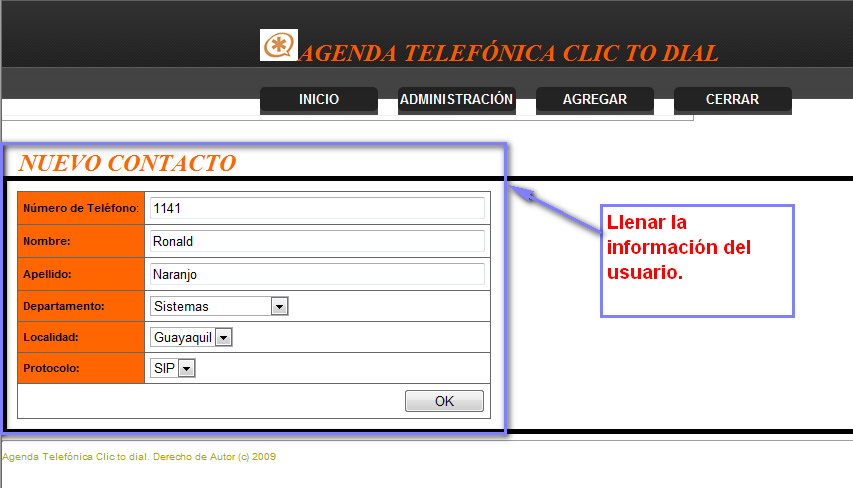 AGENDA TELEFÓNICA CLIC TO DIAL
INICIO ADMINISTRACIÓN AGREGAR CERRAR
NUEVO CONTACTO
Número de Teléfono: 1141
Nombre: Ronald
Apellido: Naranjo
Departamento: Sistemas
Localidad: Guayaquil
Protocolo: SIP
OK
Llenar la
información del
usuario.
Agenda Telefónica Clic to dial. Derecho de Autor (c) 2009